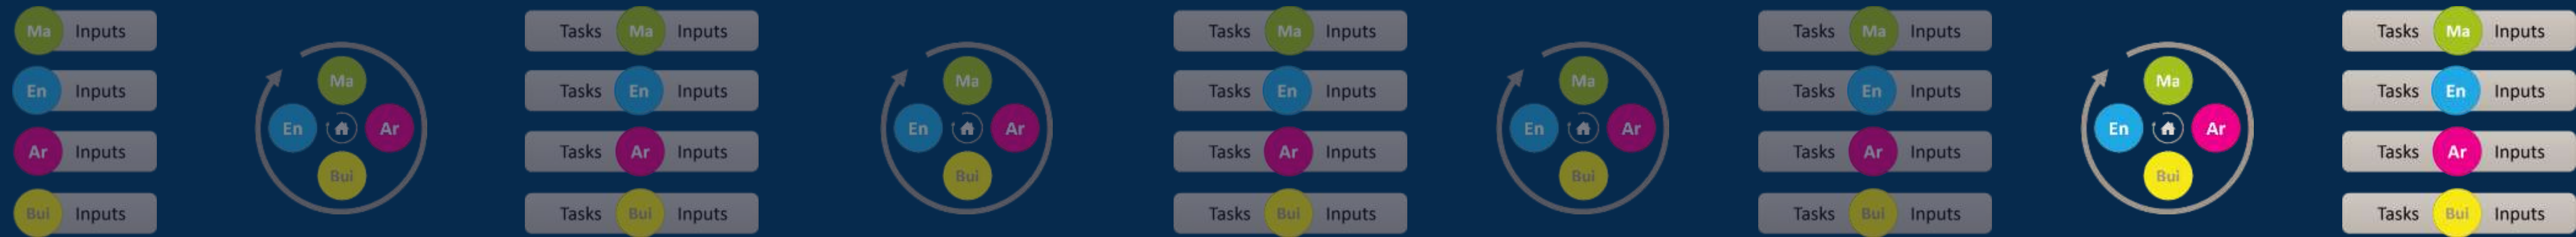 Ma Inputs
En Inputs
Ar Inputs
Bui Inputs
Ma
En Ar
Bui
Tasks Ma Inputs
Tasks En Inputs
Tasks Ar Inputs
Tasks Bui Inputs
Ma
En Ar
Bui
Tasks Ma Inputs
Tasks En Inputs
Tasks Ar Inputs
Tasks Bui Inputs
Ma
En Ar
Bui
Tasks Ma Inputs
Tasks En Inputs
Tasks Ar Inputs
Tasks Bui Inputs
Ma
En Ar
Bui
Tasks Ma Inputs
Tasks En Inputs
Tasks Ar Inputs
Tasks Bui Inputs